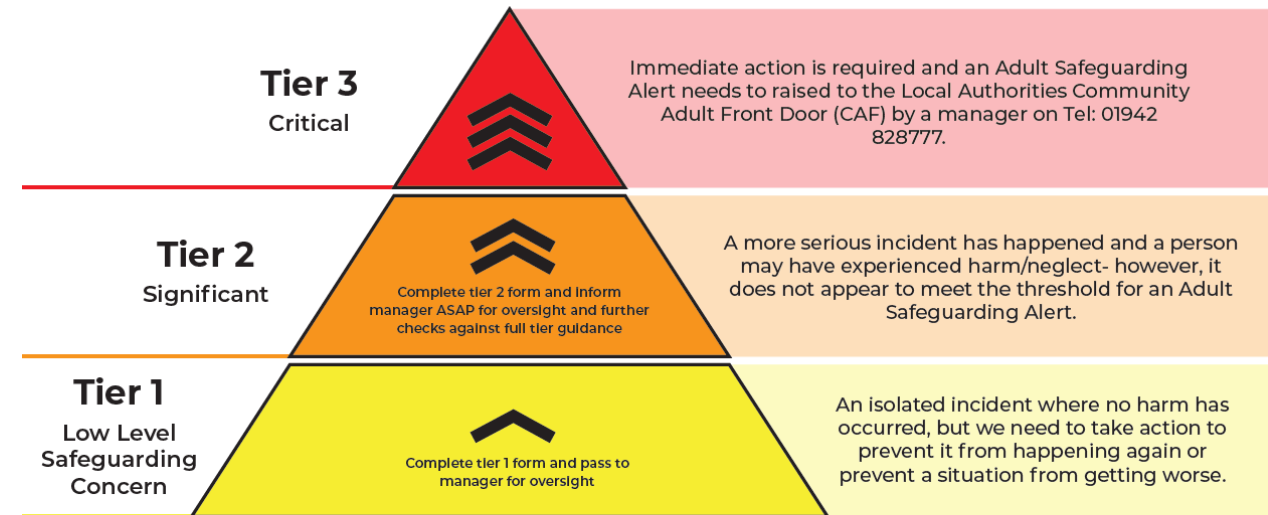 Tier 3
Critical
Immediate action is required and an Adult Safeguarding
Alert needs to raised to the Local Authorities Community
Adult Front Door (CAF) by a manager on Tel: 01942
828777.
Tier 2
Significant
Complete tier 2 form and inform
manager ASAP for oversight and further
checks against full tier guidance
A more serious incident has happened and a person
may have experienced harm/neglect- however, it
does not appear to meet the threshold for an Adult
Safeguarding Alert.
Tier 1
Low Level
Safeguarding
Concern
Complete tier 1 form and pass to
manager for oversight
An isolated incident where no harm has
occurred, but we need to take action to
prevent it from happening again or
prevent a situation from getting worse.